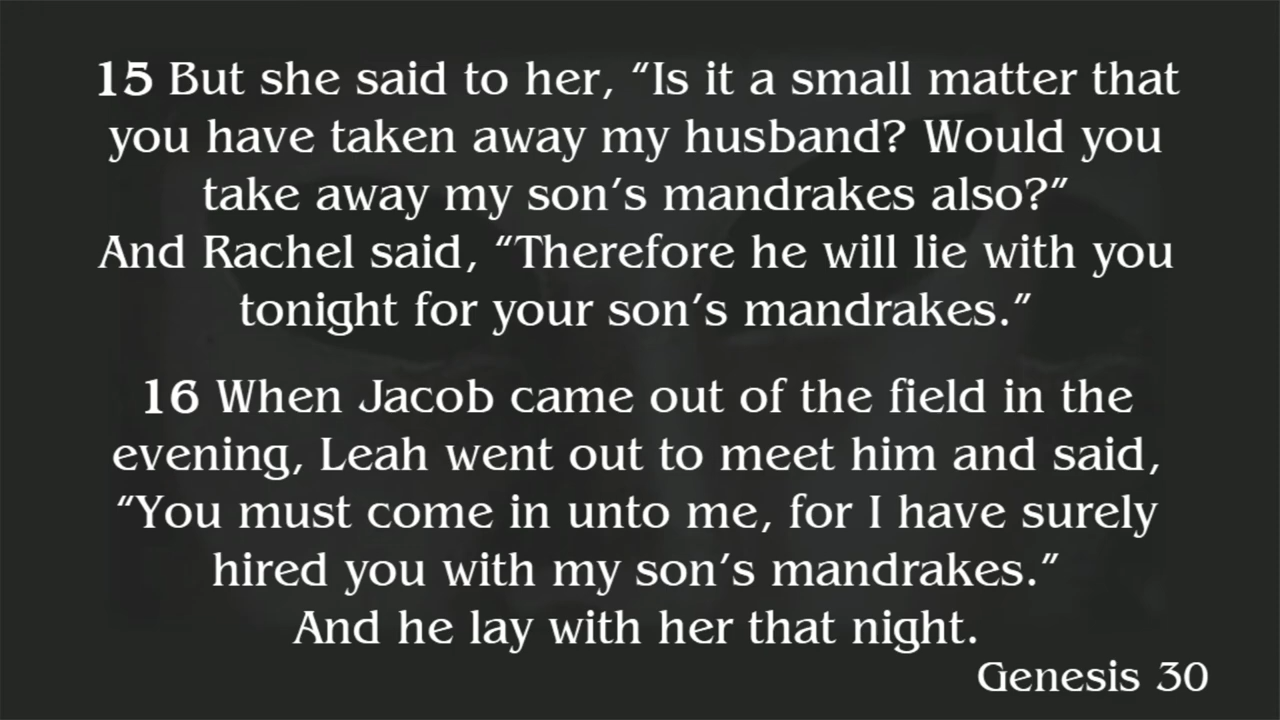 15 But she said to her, “Is it a small matter that
you have taken away my husband? Would you
take away my son’s mandrakes also?”
And Rachel said, “Therefore he will lie with you
tonight for your son’s mandrakes.”
16 When Jacob came out of the field in the
evening, Leah went out to meet him and said,
“You must come in unto me, for I have surely
hired you with my son’s mandrakes.”
And he lay with her that night.
Genesis 30